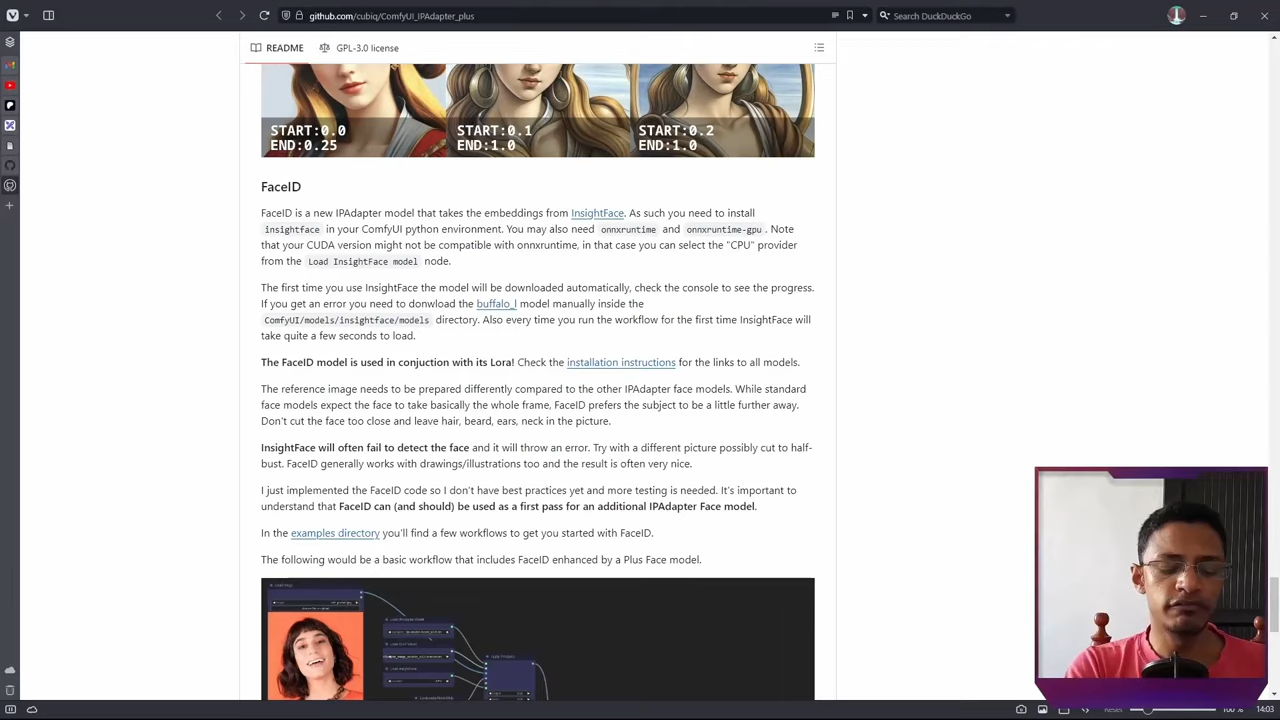 github.com/cubiq/ComfyUI_IPAdapter_plus
Search DuckDuckGo
README
GPL-3.0 license
START:0.0
END:0.25
START:0.1
END:1.0
START:0.2
END:1.0
FaceID
FaceID is a new IPAdapter model that takes the embeddings from InsightFace. As such you need to install
insightface in your ComfyUI python environment. You may also need onnxruntime and onnxruntime-gpu. Note
that your CUDA version might not be compatible with onnxruntime, in that case you can select the "CPU" provider
from the Load InsightFace model node.
The first time you use InsightFace the model will be downloaded automatically, check the console to see the progress.
If you get an error you need to donwload the buffalo_l model manually inside the
ComfyUI/models/insightface/models directory. Also every time you run the workflow for the first time InsightFace will
take quite a few seconds to load.
The FaceID model is used in conjuction with its Lora! Check the installation instructions for the links to all models.
The reference image needs to be prepared differently compared to the other IPAdapter face models. While standard
face models expect the face to take basically the whole frame, FaceID prefers the subject to be a little further away.
Don't cut the face too close and leave hair, beard, ears, neck in the picture.
InsightFace will often fail to detect the face and it will throw an error. Try with a different picture possibly cut to half-
bust. FaceID generally works with drawings/illustrations too and the result is often very nice.
I just implemented the FaceID code so I don't have best practices yet and more testing is needed. It's important to
understand that FaceID can (and should) be used as a first pass for an additional IPAdapter Face model.
In the examples directory you'll find a few workflows to get you started with FaceID.
The following would be a basic workflow that includes FaceID enhanced by a Plus Face model.
Reset
100 %
14:03